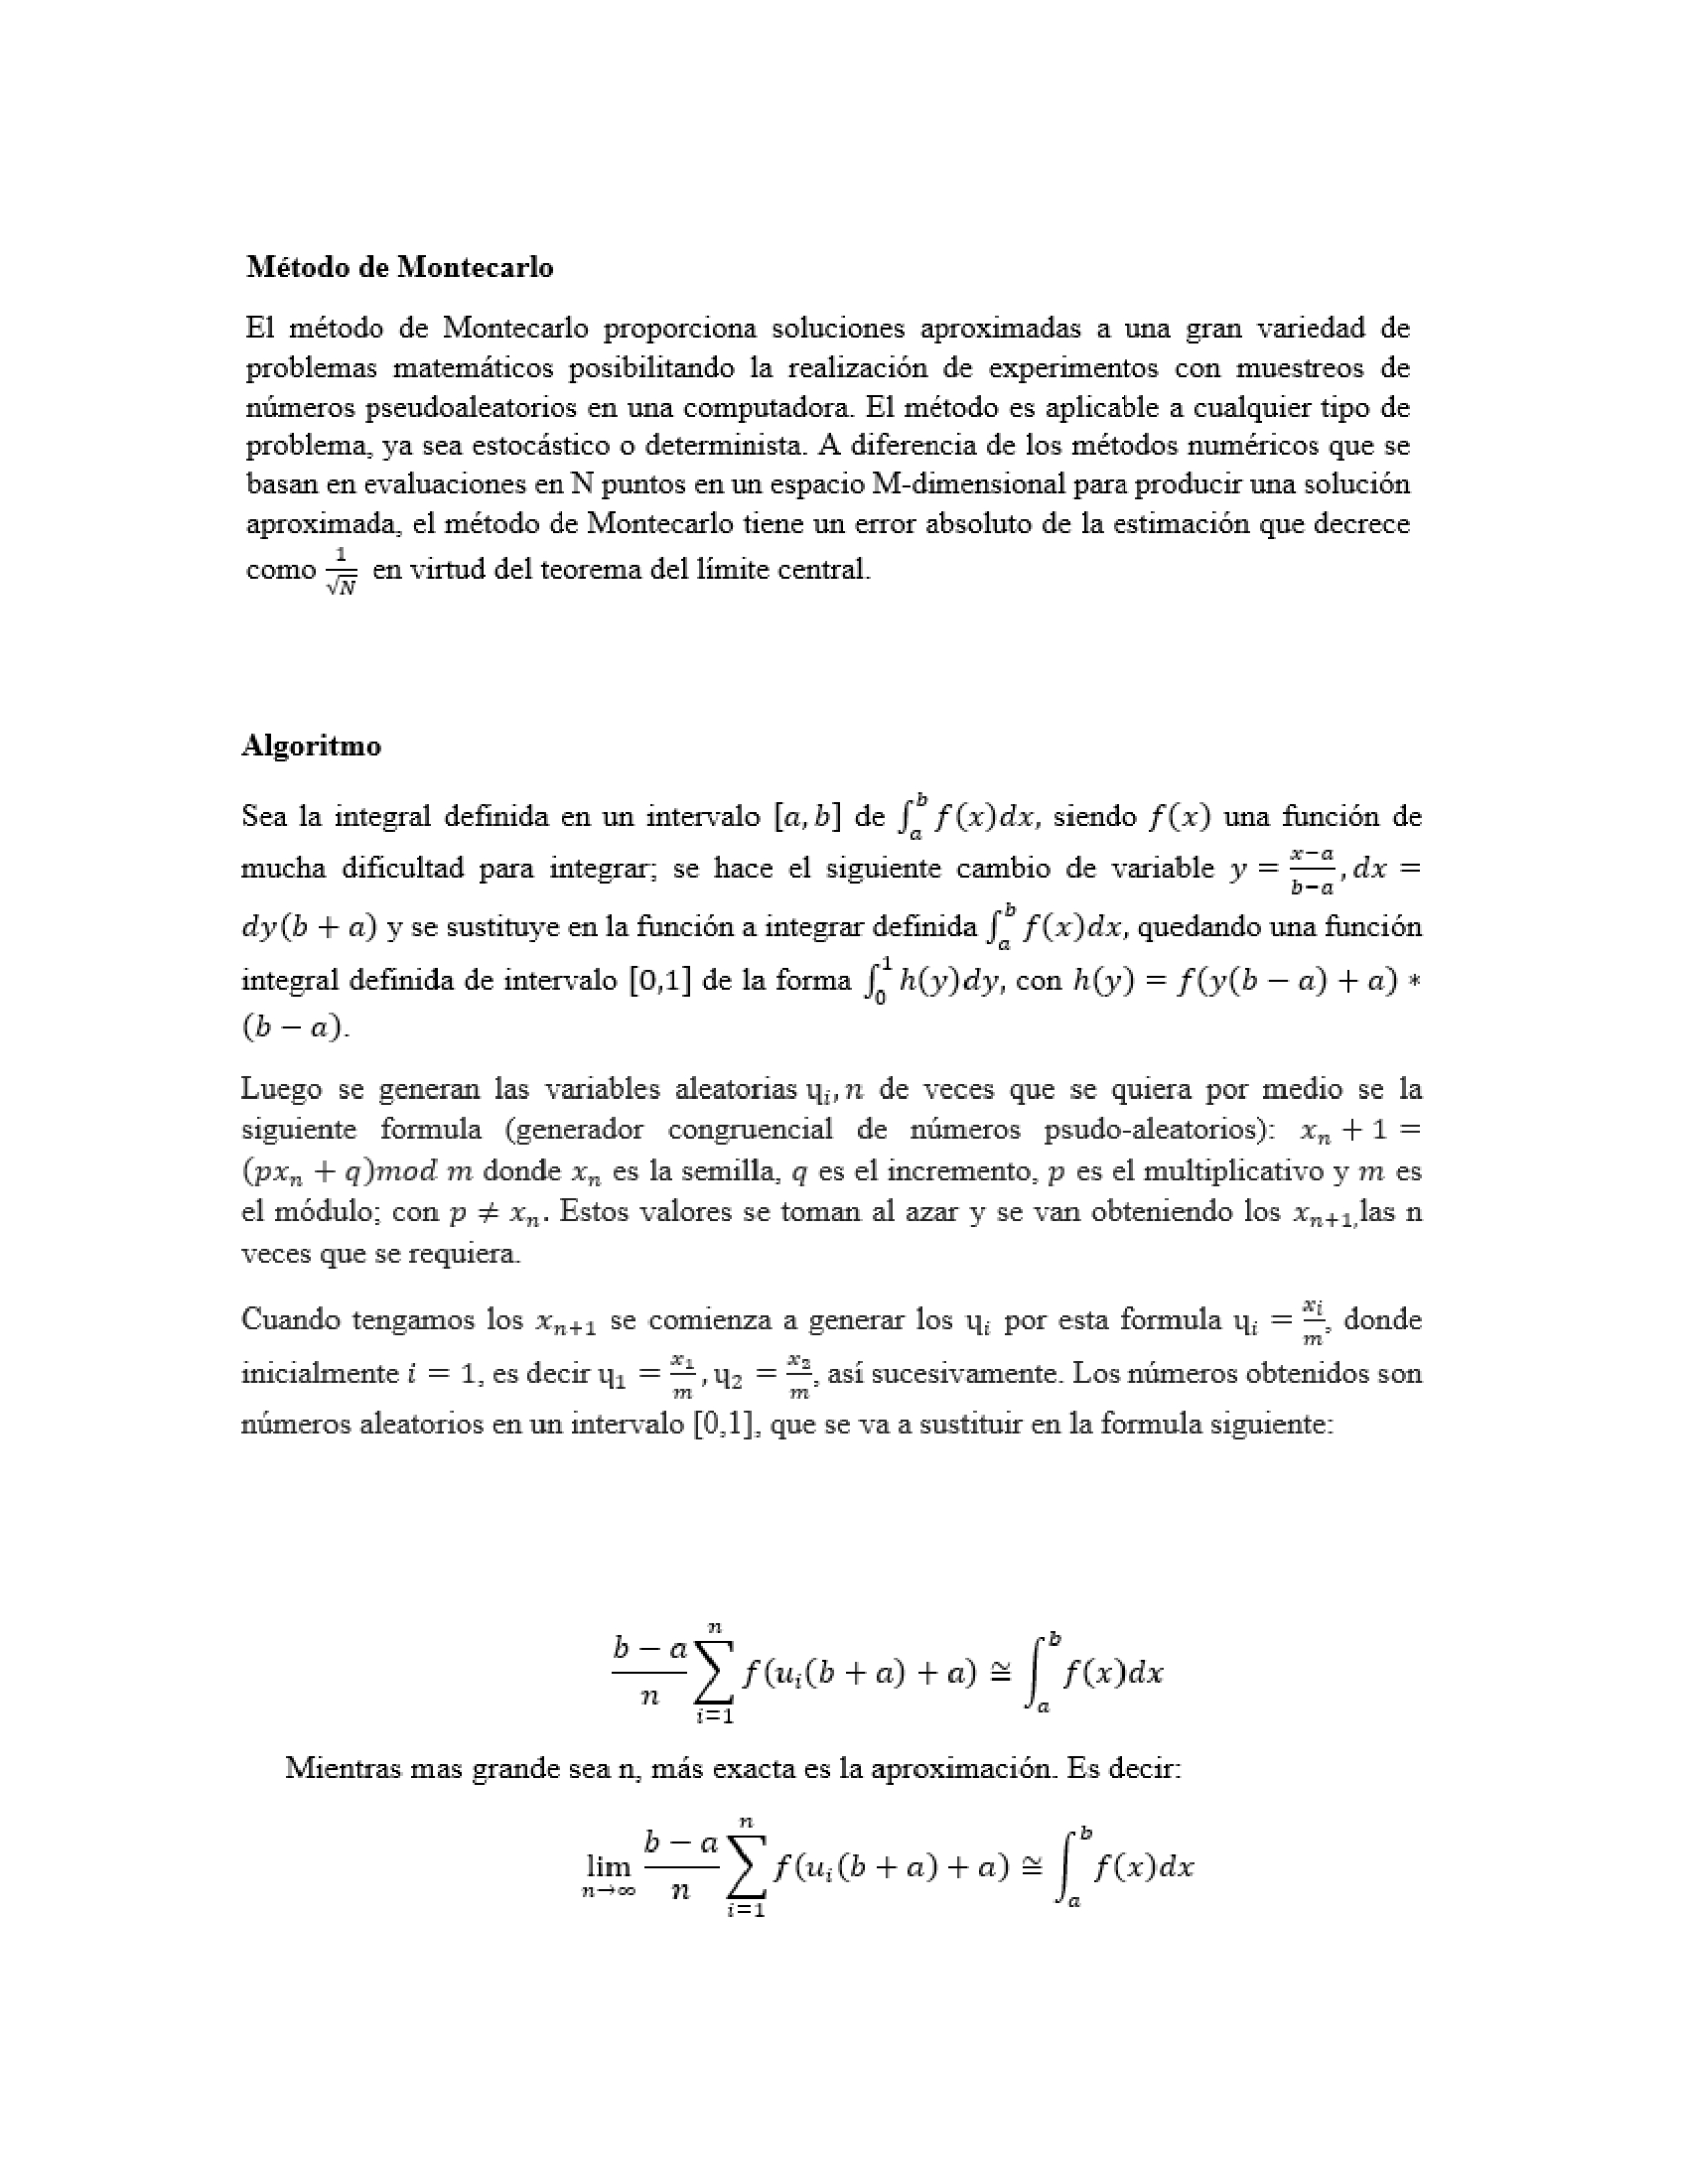 Método de Montecarlo
El método de Montecarlo proporciona soluciones aproximadas a una gran variedad de
problemas matemáticos posibilitando la realización de experimentos con muestreos de
números pseudoaleatorios en una computadora. El método es aplicable a cualquier tipo de
problema, ya sea estocástico o determinista. A diferencia de los métodos numéricos que se
basan en evaluaciones en N puntos en un espacio M-dimensional para producir una solución
aproximada, el método de Montecarlo tiene un error absoluto de la estimación que decrece
como $\frac{1}{\sqrt{N}}$ en virtud del teorema del límite central.
Algoritmo
Sea la integral definida en un intervalo $[a, b]$ de $\int_a^b f(x)dx$, siendo $f(x)$ una función de
mucha dificultad para integrar; se hace el siguiente cambio de variable $y = \frac{x-a}{b-a}, dx =$
$dy(b + a)$ y se sustituye en la función a integrar definida $\int_a^b f(x)dx$, quedando una función
integral definida de intervalo [0,1] de la forma $\int_0^1 h(y)dy$, con $h(y) = f(y(b - a) + a) *$
$(b - a)$.
Luego se generan las variables aleatorias $ɥ_i, n$ de veces que se quiera por medio se la
siguiente formula (generador congruencial de números psudo-aleatorios): $x_n + 1 =$
$(px_n + q)mod\ m$ donde $x_n$ es la semilla, $q$ es el incremento, $p$ es el multiplicativo y $m$ es
el módulo; con $p \neq x_n$. Estos valores se toman al azar y se van obteniendo los $x_{n+1,}$las n
veces que se requiera.
Cuando tengamos los $x_{n+1}$ se comienza a generar los $ɥ_i$ por esta formula $ɥ_i = \frac{x_i}{m}$, donde
inicialmente $i = 1$, es decir $ɥ_1 = \frac{x_1}{m}, ɥ_2 = \frac{x_2}{m}$, así sucesivamente. Los números obtenidos son
números aleatorios en un intervalo [0,1], que se va a sustituir en la formula siguiente:
$\frac{b - a}{n} \sum_{i=1}^{n} f(u_i(b + a) + a) \cong \int_a^b f(x)dx$
Mientras mas grande sea n, más exacta es la aproximación. Es decir:
$\lim_{n \to \infty} \frac{b - a}{n} \sum_{i=1}^{n} f(u_i(b + a) + a) \cong \int_a^b f(x)dx$